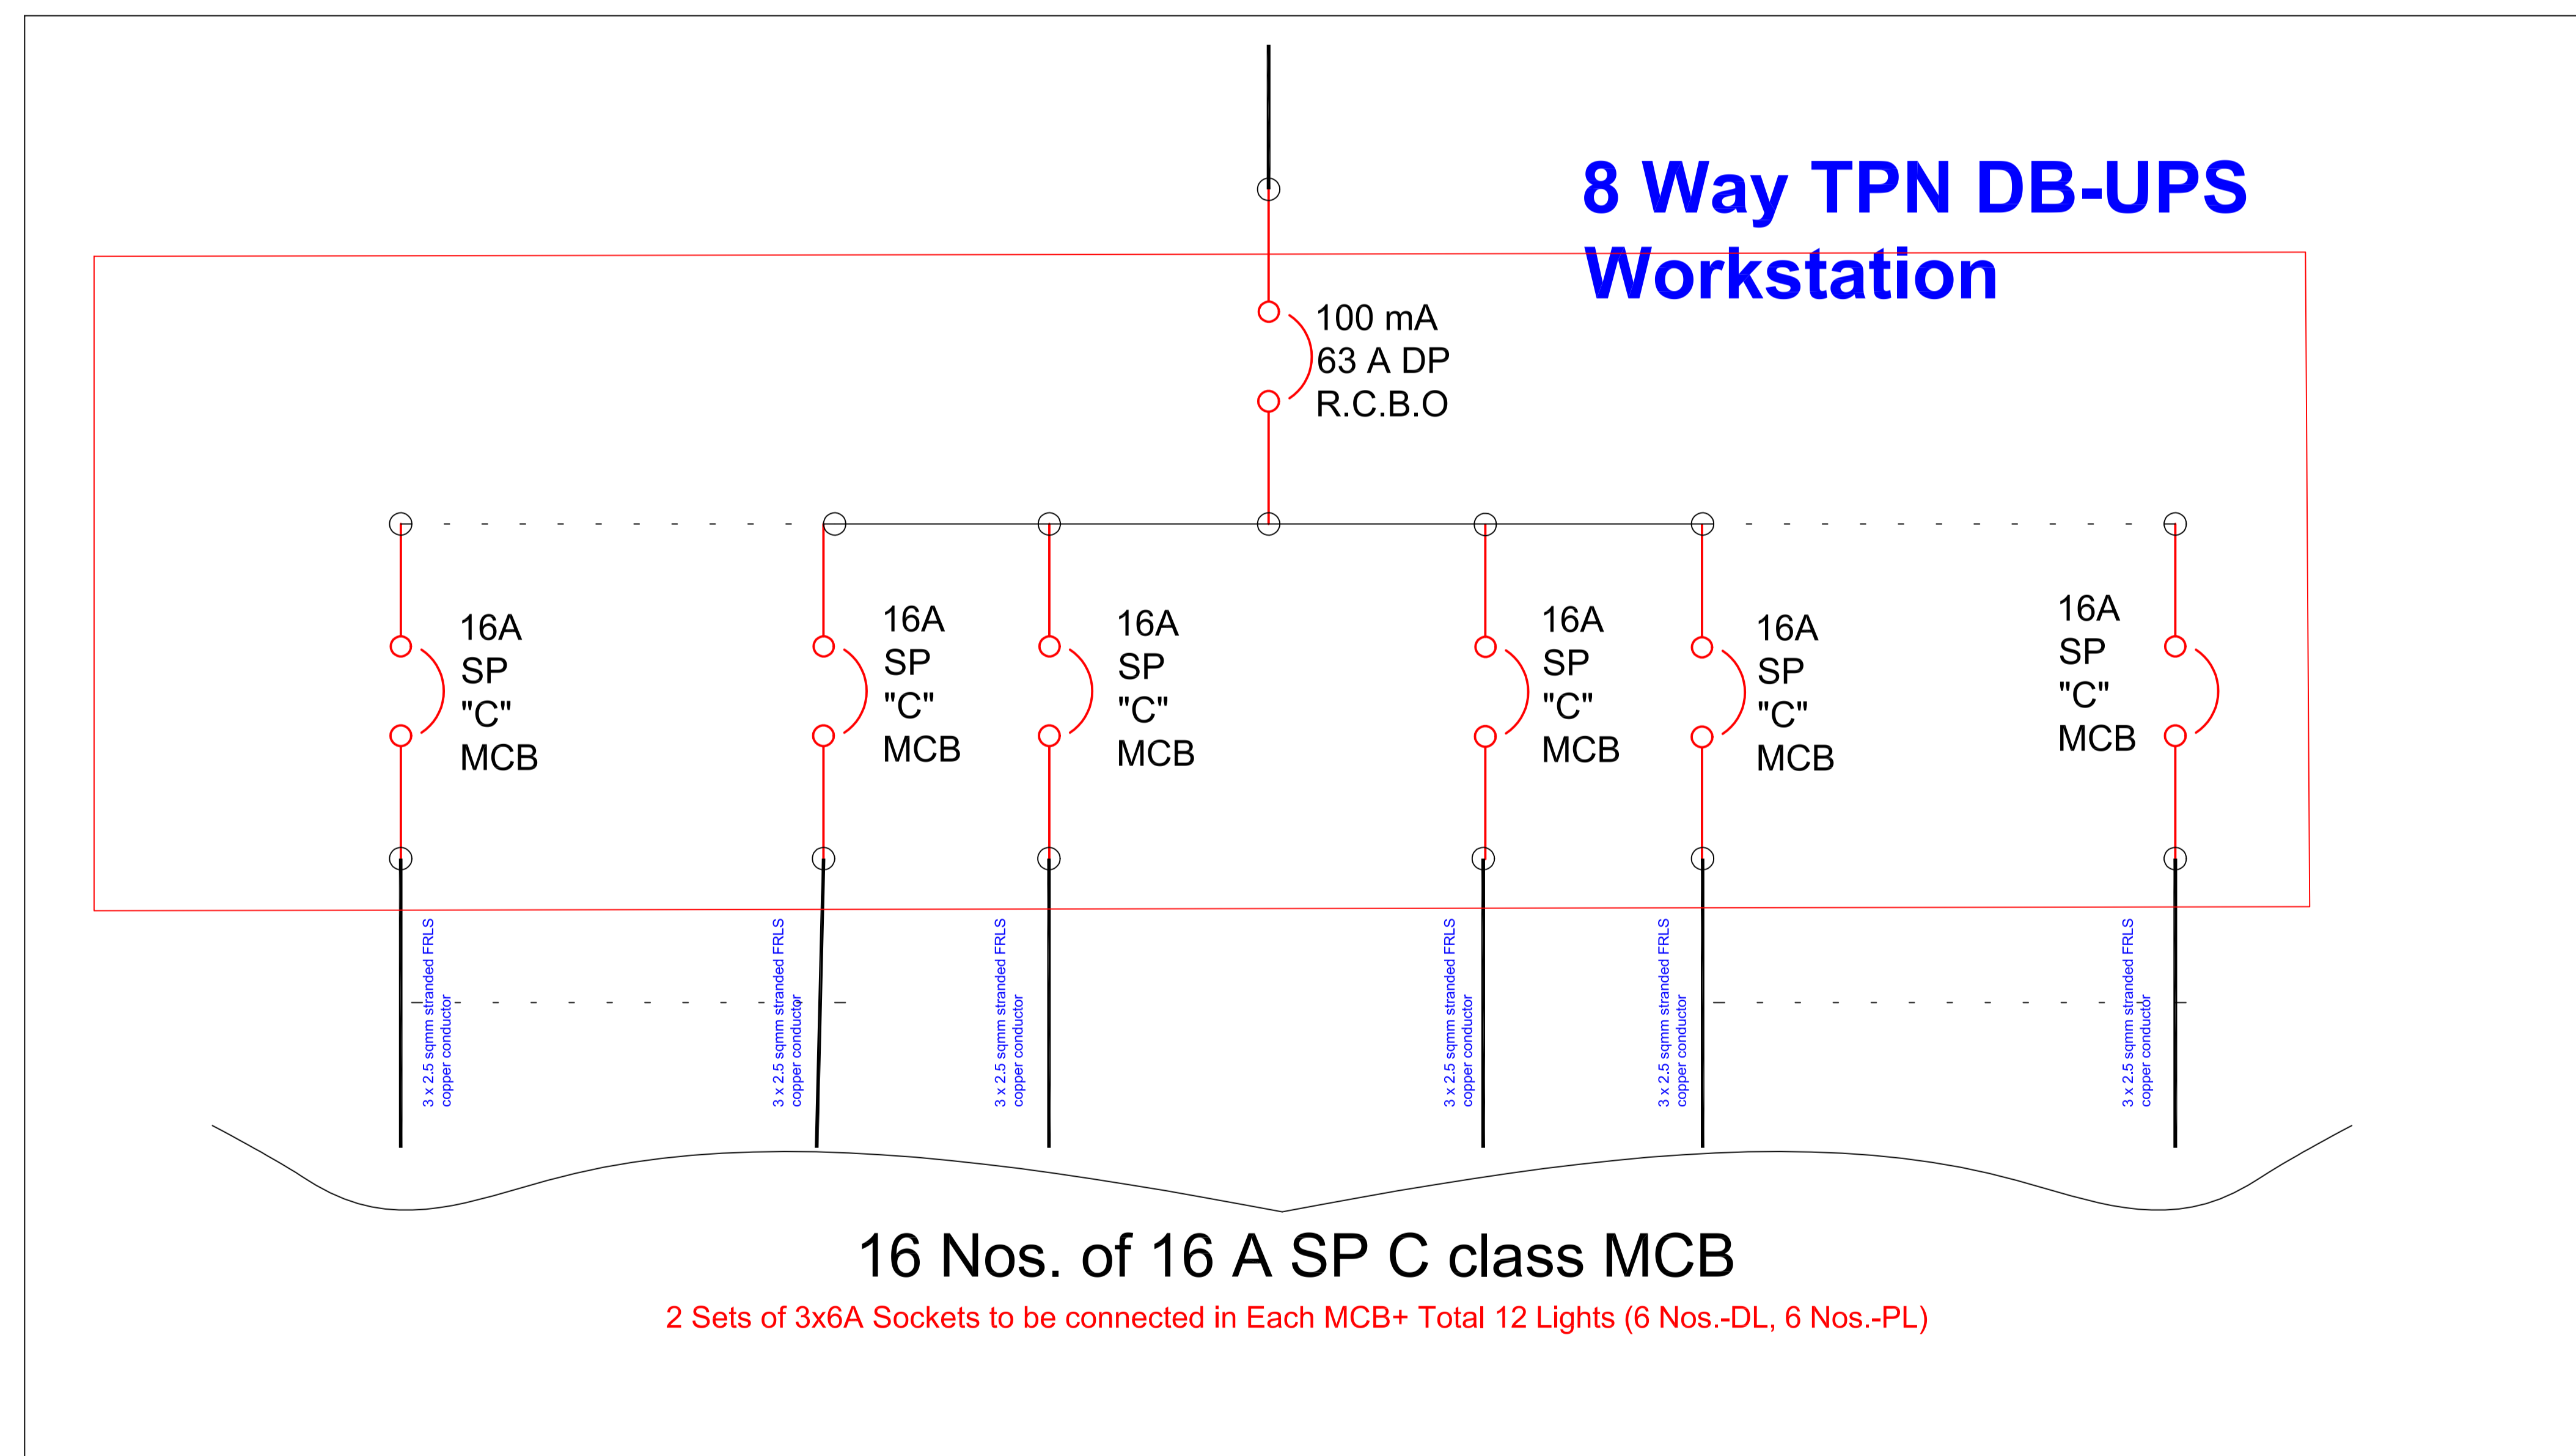 8 Way TPN DB-UPS
Workstation
100 mA
63 A DP
R.C.B.O
16A
SP
"C"
MCB
16A
SP
"C"
MCB
16A
SP
"C"
MCB
16A
SP
"C"
MCB
16A
SP
"C"
MCB
16A
SP
"C"
MCB
3 x 2.5 sqmm stranded FRLS
copper conductor
3 x 2.5 sqmm stranded FRLS
copper conductor
3 x 2.5 sqmm stranded FRLS
copper conductor
3 x 2.5 sqmm stranded FRLS
copper conductor
3 x 2.5 sqmm stranded FRLS
copper conductor
3 x 2.5 sqmm stranded FRLS
copper conductor
16 Nos. of 16 A SP C class MCB
2 Sets of 3x6A Sockets to be connected in Each MCB+ Total 12 Lights (6 Nos.-DL, 6 Nos.-PL)